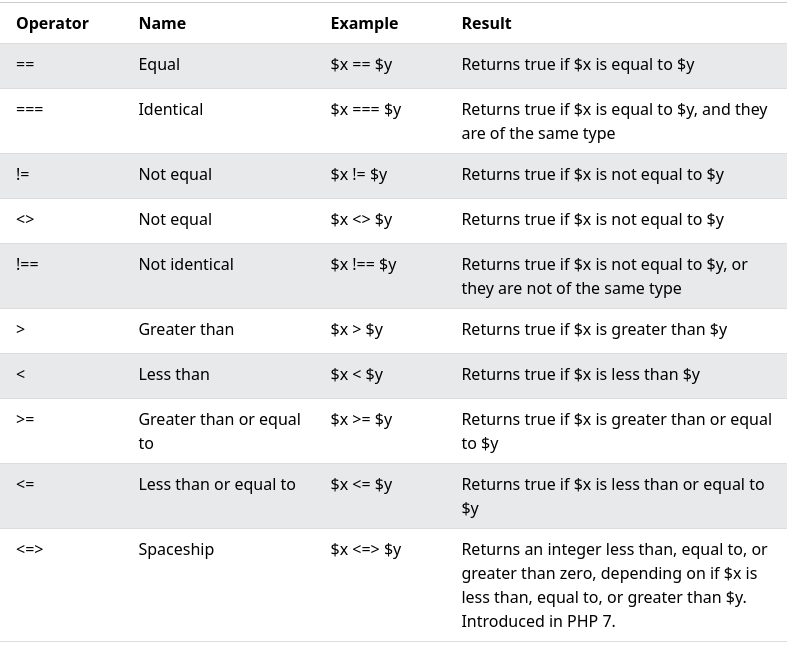 Operator Name Example Result
== Equal $x == $y Returns true if $x is equal to $y
=== Identical $x === $y Returns true if $x is equal to $y, and they
are of the same type
!= Not equal $x != $y Returns true if $x is not equal to $y
<> Not equal $x <> $y Returns true if $x is not equal to $y
!== Not identical $x !== $y Returns true if $x is not equal to $y, or
they are not of the same type
> Greater than $x > $y Returns true if $x is greater than $y
< Less than $x < $y Returns true if $x is less than $y
>= Greater than or equal $x >= $y Returns true if $x is greater than or equal
to to $y
<= Less than or equal to $x <= $y Returns true if $x is less than or equal to
$y
<=> Spaceship $x <=> $y Returns an integer less than, equal to, or
greater than zero, depending on if $x is
less than, equal to, or greater than $y.
Introduced in PHP 7.